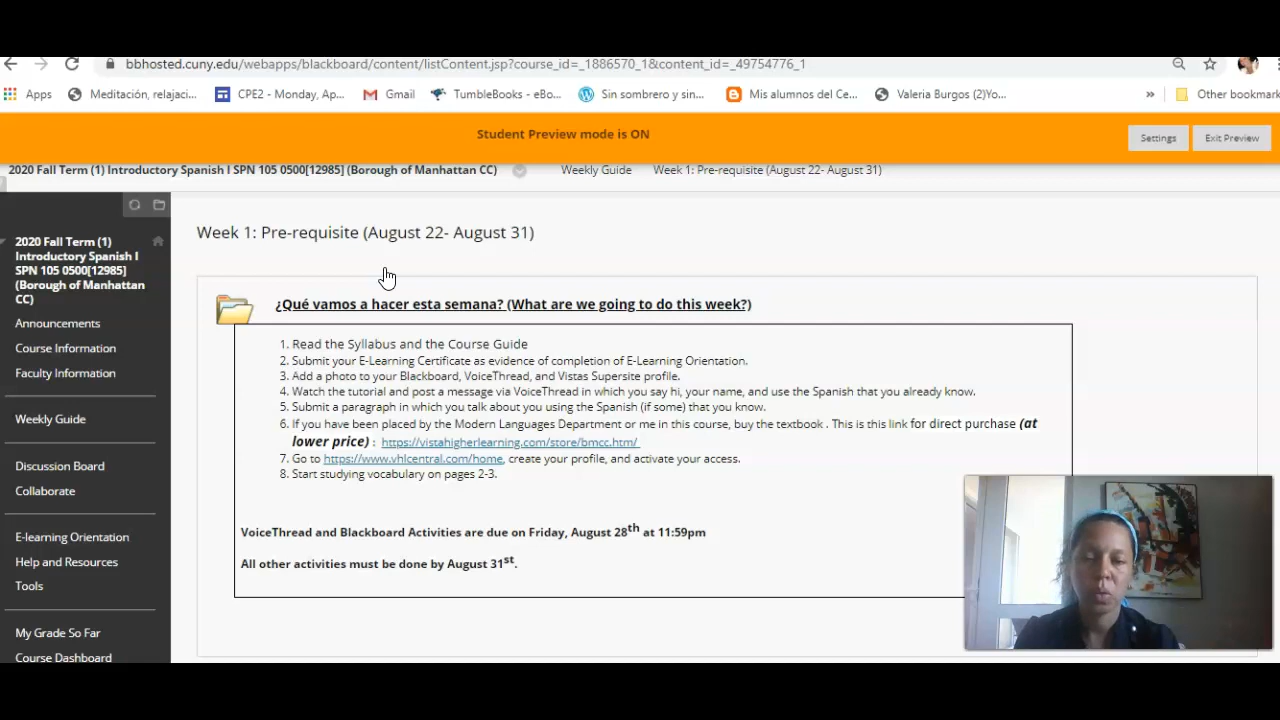 bbhosted.cuny.edu/webapps/blackboard/content/listContent.jsp?course_id=_1886570_1&content_id=_49754776_1
Apps Meditación, relajaci... CPE2 - Monday, Ap... Gmail TumbleBooks - eBo... Sin sombrero y sin... Mis alumnos del Ce... Valeria Burgos (2)Yo... » Other bookmark
Student Preview mode is ON
Settings Exit Preview
2020 Fall Term (1) Introductory Spanish I SPN 105 0500[12985] (Borough of Manhattan CC) Weekly Guide Week 1: Pre-requisite (August 22- August 31)
2020 Fall Term (1)
Introductory Spanish I
SPN 105 0500[12985]
(Borough of Manhattan
CC)
Announcements
Course Information
Faculty Information
Weekly Guide
Discussion Board
Collaborate
E-learning Orientation
Help and Resources
Tools
My Grade So Far
Course Dashboard
Week 1: Pre-requisite (August 22- August 31)
¿Qué vamos a hacer esta semana? (What are we going to do this week?)
1. Read the Syllabus and the Course Guide
2. Submit your E-Learning Certificate as evidence of completion of E-Learning Orientation.
3. Add a photo to your Blackboard, VoiceThread, and Vistas Supersite profile.
4. Watch the tutorial and post a message via VoiceThread in which you say hi, your name, and use the Spanish that you already know.
5. Submit a paragraph in which you talk about you using the Spanish (if some) that you know.
6. If you have been placed by the Modern Languages Department or me in this course, buy the textbook . This is this link for direct purchase (at
lower price) : https://vistahigherlearning.com/store/bmcc.htm/
7. Go to https://www.vhlcentral.com/home, create your profile, and activate your access.
8. Start studying vocabulary on pages 2-3.
VoiceThread and Blackboard Activities are due on Friday, August 28th at 11:59pm
All other activities must be done by August 31st.